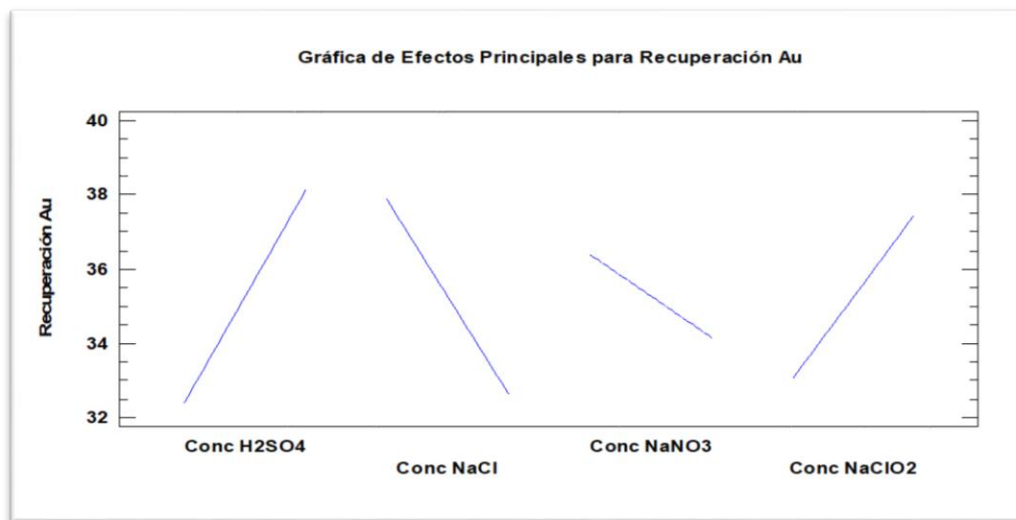 Gráfica de Efectos Principales para Recuperación Au
40
38
36
34
32
Recuperación Au
Conc H2SO4
Conc NaCl
Conc NaNO3
Conc NaClO2